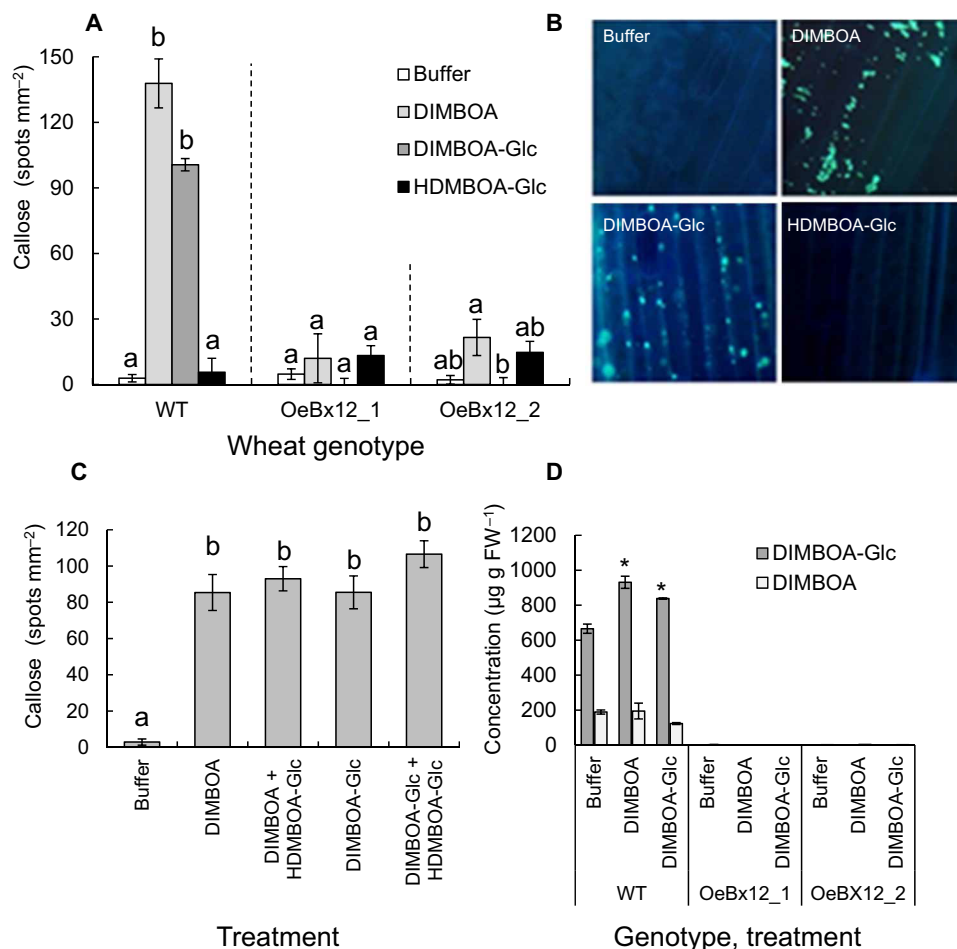 A
Callose (spots mm⁻²)
150
120
90
60
30
0
b
b
a
a
a
a
a
a
ab
a
b
ab
Buffer
DIMBOA
DIMBOA-Glc
HDMBOA-Glc
WT
OeBx12_1
OeBx12_2
Wheat genotype
B
Buffer
DIMBOA
DIMBOA-Glc
HDMBOA-Glc
C
Callose (spots mm⁻²)
120
100
80
60
40
20
0
a
b
b
b
b
Buffer
DIMBOA
DIMBOA +
HDMBOA-Glc
DIMBOA-Glc
DIMBOA-Glc +
HDMBOA-Glc
Treatment
D
Concentration (µg g FW⁻¹)
1200
1000
800
600
400
200
0
*
*
DIMBOA-Glc
DIMBOA
Buffer
DIMBOA
DIMBOA-Glc
Buffer
DIMBOA
DIMBOA-Glc
Buffer
DIMBOA
DIMBOA-Glc
WT
OeBx12_1
OeBX12_2
Genotype, treatment